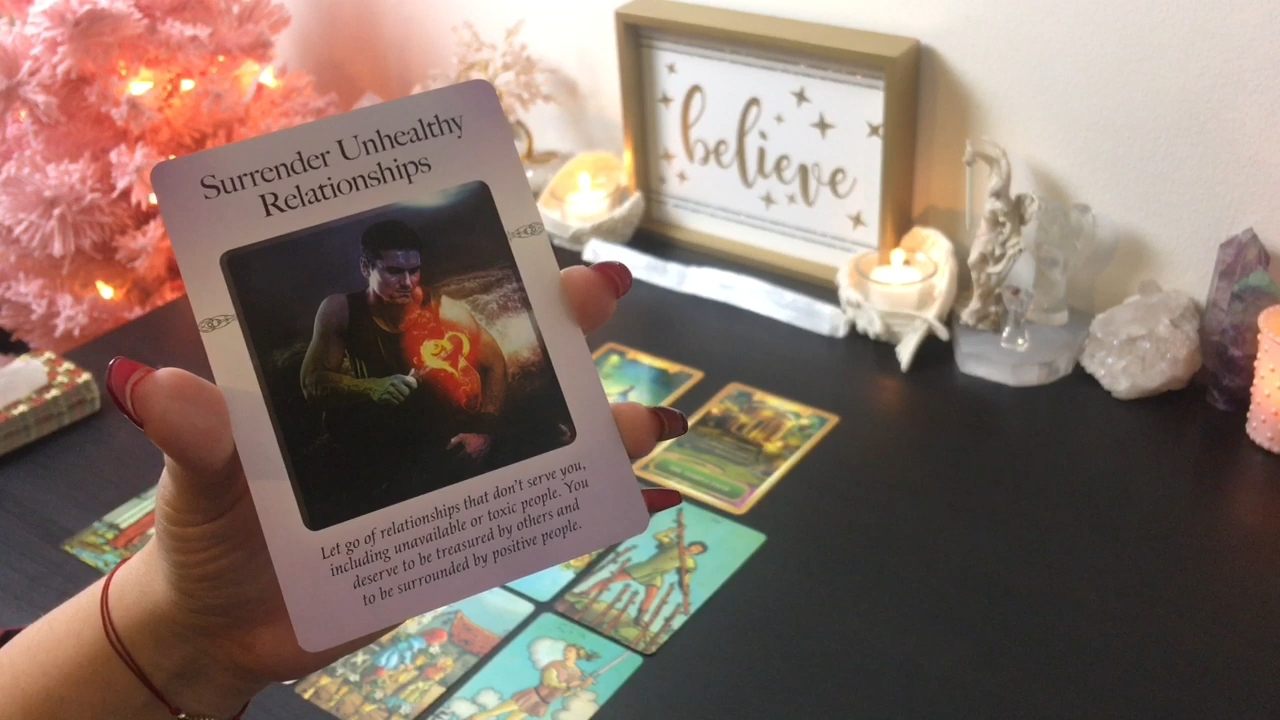 Surrender Unhealthy
Relationships
Let go of relationships that don't serve you,
including unavailable or toxic people. You
deserve to be treasured by others and
to be surrounded by positive people.
believe